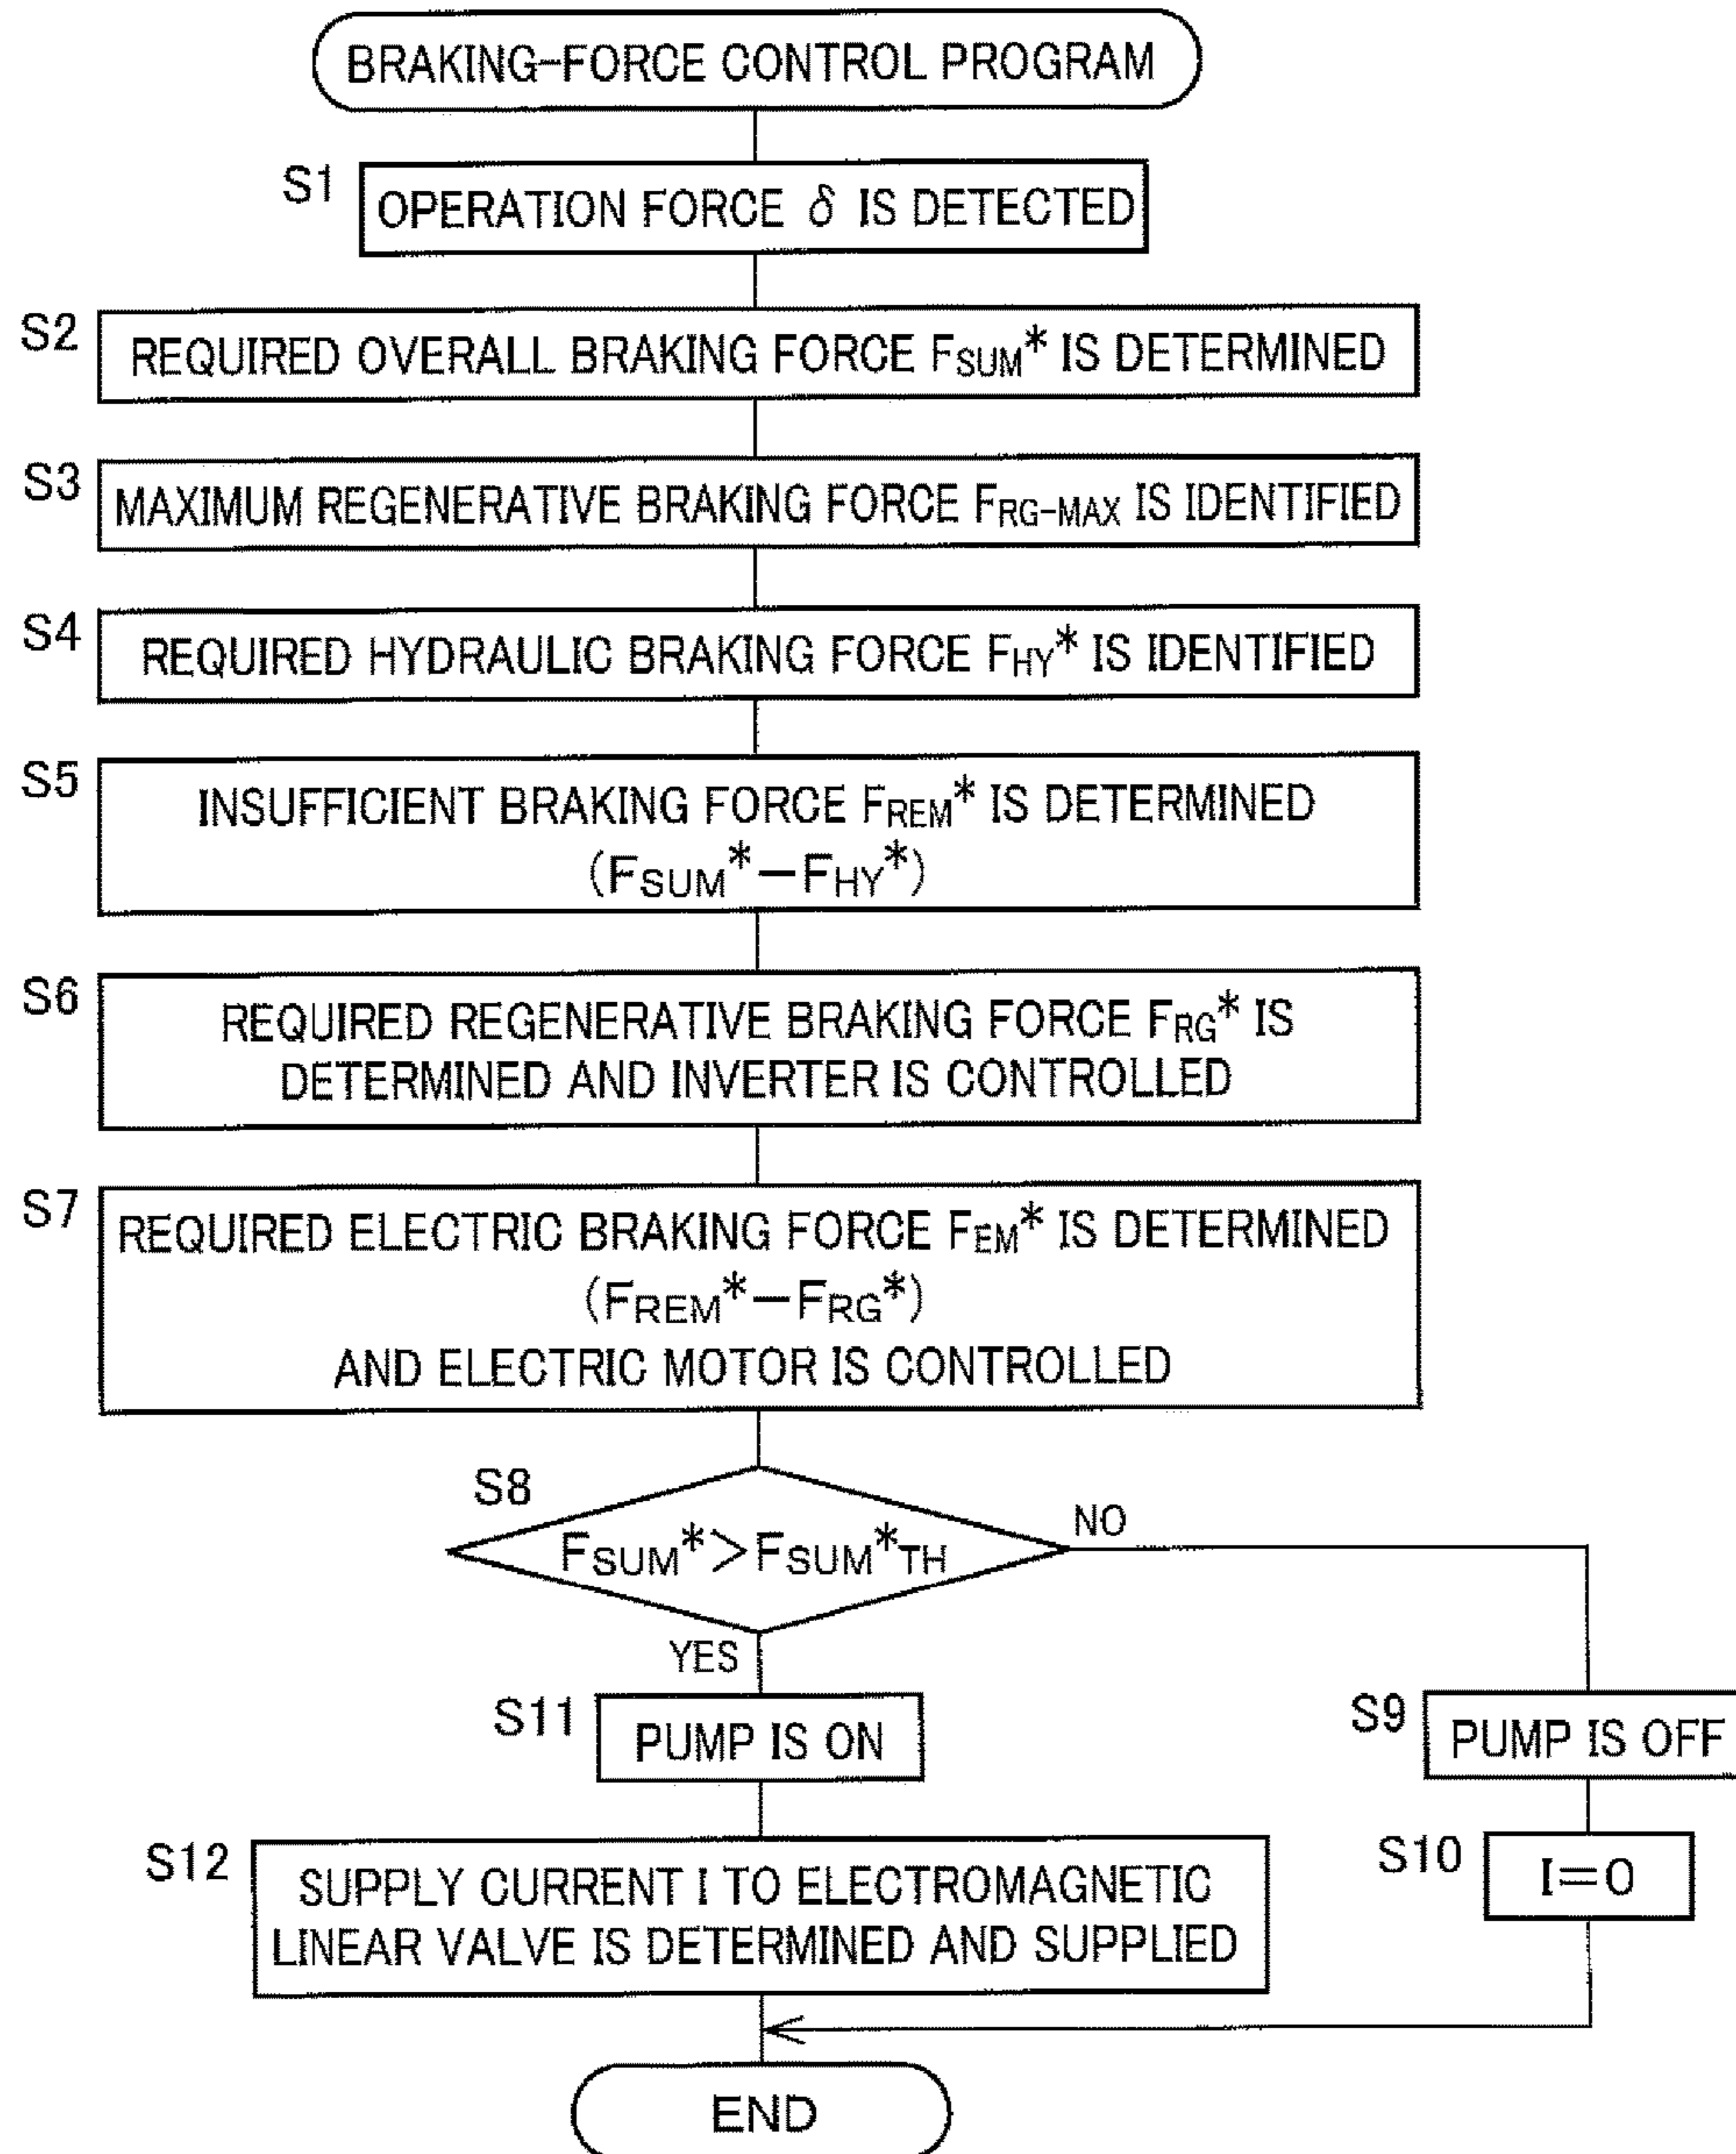 BRAKING-FORCE CONTROL PROGRAM
S1
OPERATION FORCE δ IS DETECTED
S2
REQUIRED OVERALL BRAKING FORCE FSUM* IS DETERMINED
S3
MAXIMUM REGENERATIVE BRAKING FORCE FRG-MAX IS IDENTIFIED
S4
REQUIRED HYDRAULIC BRAKING FORCE FHY* IS IDENTIFIED
S5
INSUFFICIENT BRAKING FORCE FREM* IS DETERMINED
(FSUM*−FHY*)
S6
REQUIRED REGENERATIVE BRAKING FORCE FRG* IS
DETERMINED AND INVERTER IS CONTROLLED
S7
REQUIRED ELECTRIC BRAKING FORCE FEM* IS DETERMINED
(FREM*−FRG*)
AND ELECTRIC MOTOR IS CONTROLLED
S8
FSUM*>FSUM*TH
NO
YES
S11
PUMP IS ON
S9
PUMP IS OFF
S12
SUPPLY CURRENT I TO ELECTROMAGNETIC
LINEAR VALVE IS DETERMINED AND SUPPLIED
S10
I=0
END